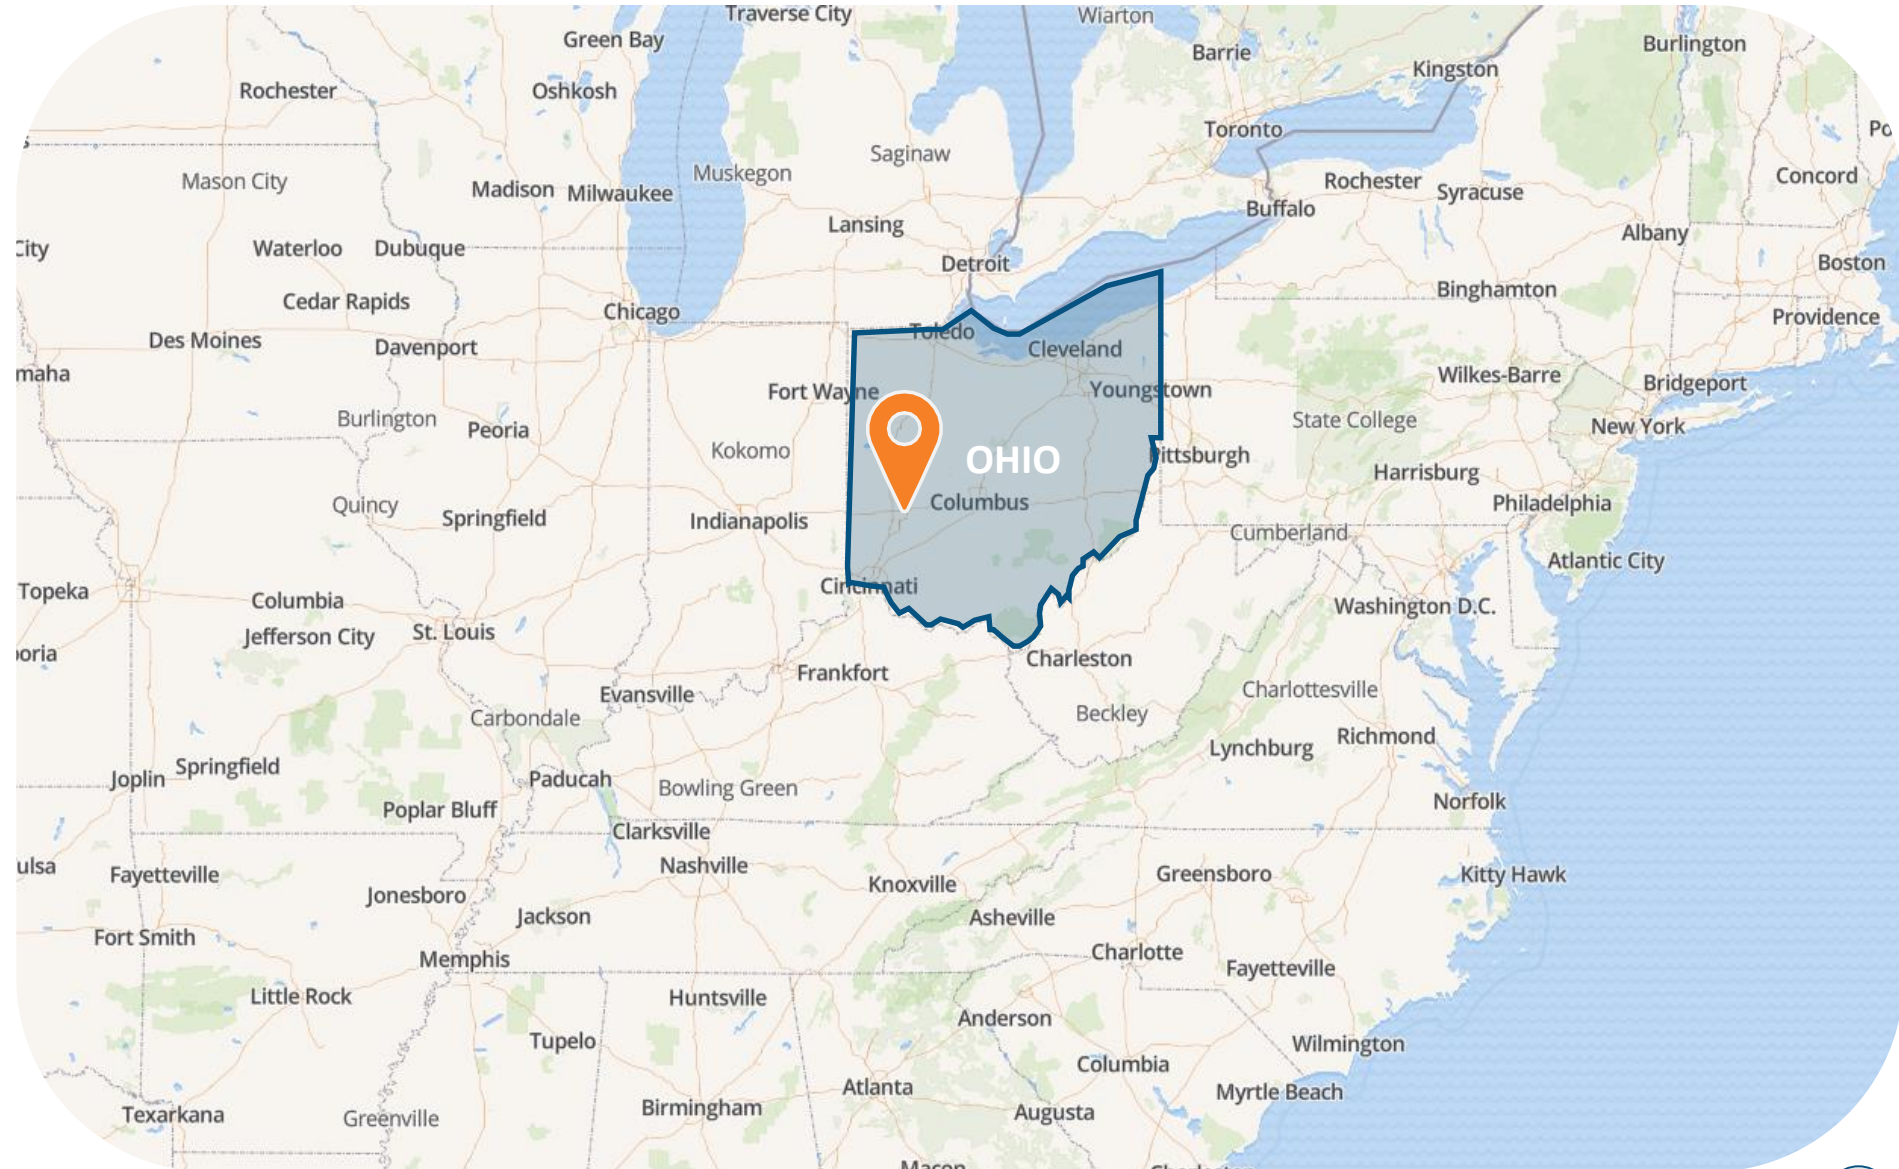 Traverse City
Wiarton
Green Bay
Burlington
Barrie
Kingston
Rochester
Oshkosh
Toronto
Saginaw
Muskegon
Mason City
Madison
Milwaukee
Rochester
Syracuse
Concord
Buffalo
Lansing
Albany
City
Waterloo
Dubuque
Detroit
Boston
Cedar Rapids
Binghamton
Chicago
Providence
Toledo
Des Moines
Davenport
Cleveland
maha
Wilkes-Barre
Bridgeport
Fort Wayne
Youngstown
Burlington
State College
New York
Peoria
Kokomo
OHIO
Pittsburgh
Harrisburg
Quincy
Columbus
Philadelphia
Springfield
Indianapolis
Cumberland
Atlantic City
Topeka
Cincinnati
Columbia
Washington D.C.
Jefferson City
St. Louis
oria
Charleston
Frankfort
Evansville
Charlottesville
Carbondale
Beckley
Richmond
Lynchburg
Springfield
Joplin
Paducah
Bowling Green
Poplar Bluff
Norfolk
Clarksville
ulsa
Nashville
Fayetteville
Greensboro
Kitty Hawk
Knoxville
Jonesboro
Jackson
Asheville
Fort Smith
Charlotte
Memphis
Fayetteville
Little Rock
Huntsville
Anderson
Tupelo
Wilmington
Columbia
Atlanta
Myrtle Beach
Birmingham
Augusta
Texarkana
Greenville
Macon